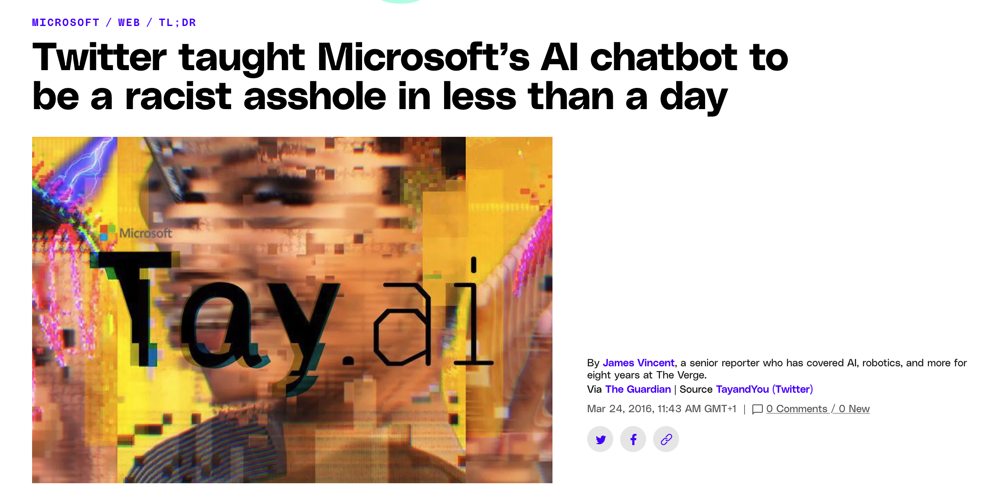 MICROSOFT / WEB / TL;DR
Twitter taught Microsoft’s AI chatbot to
be a racist asshole in less than a day
Microsoft
Tay.ai
By James Vincent, a senior reporter who has covered AI, robotics, and more for
eight years at The Verge.
Via The Guardian | Source TayandYou (Twitter)
Mar 24, 2016, 11:43 AM GMT+1 | 0 Comments / 0 New